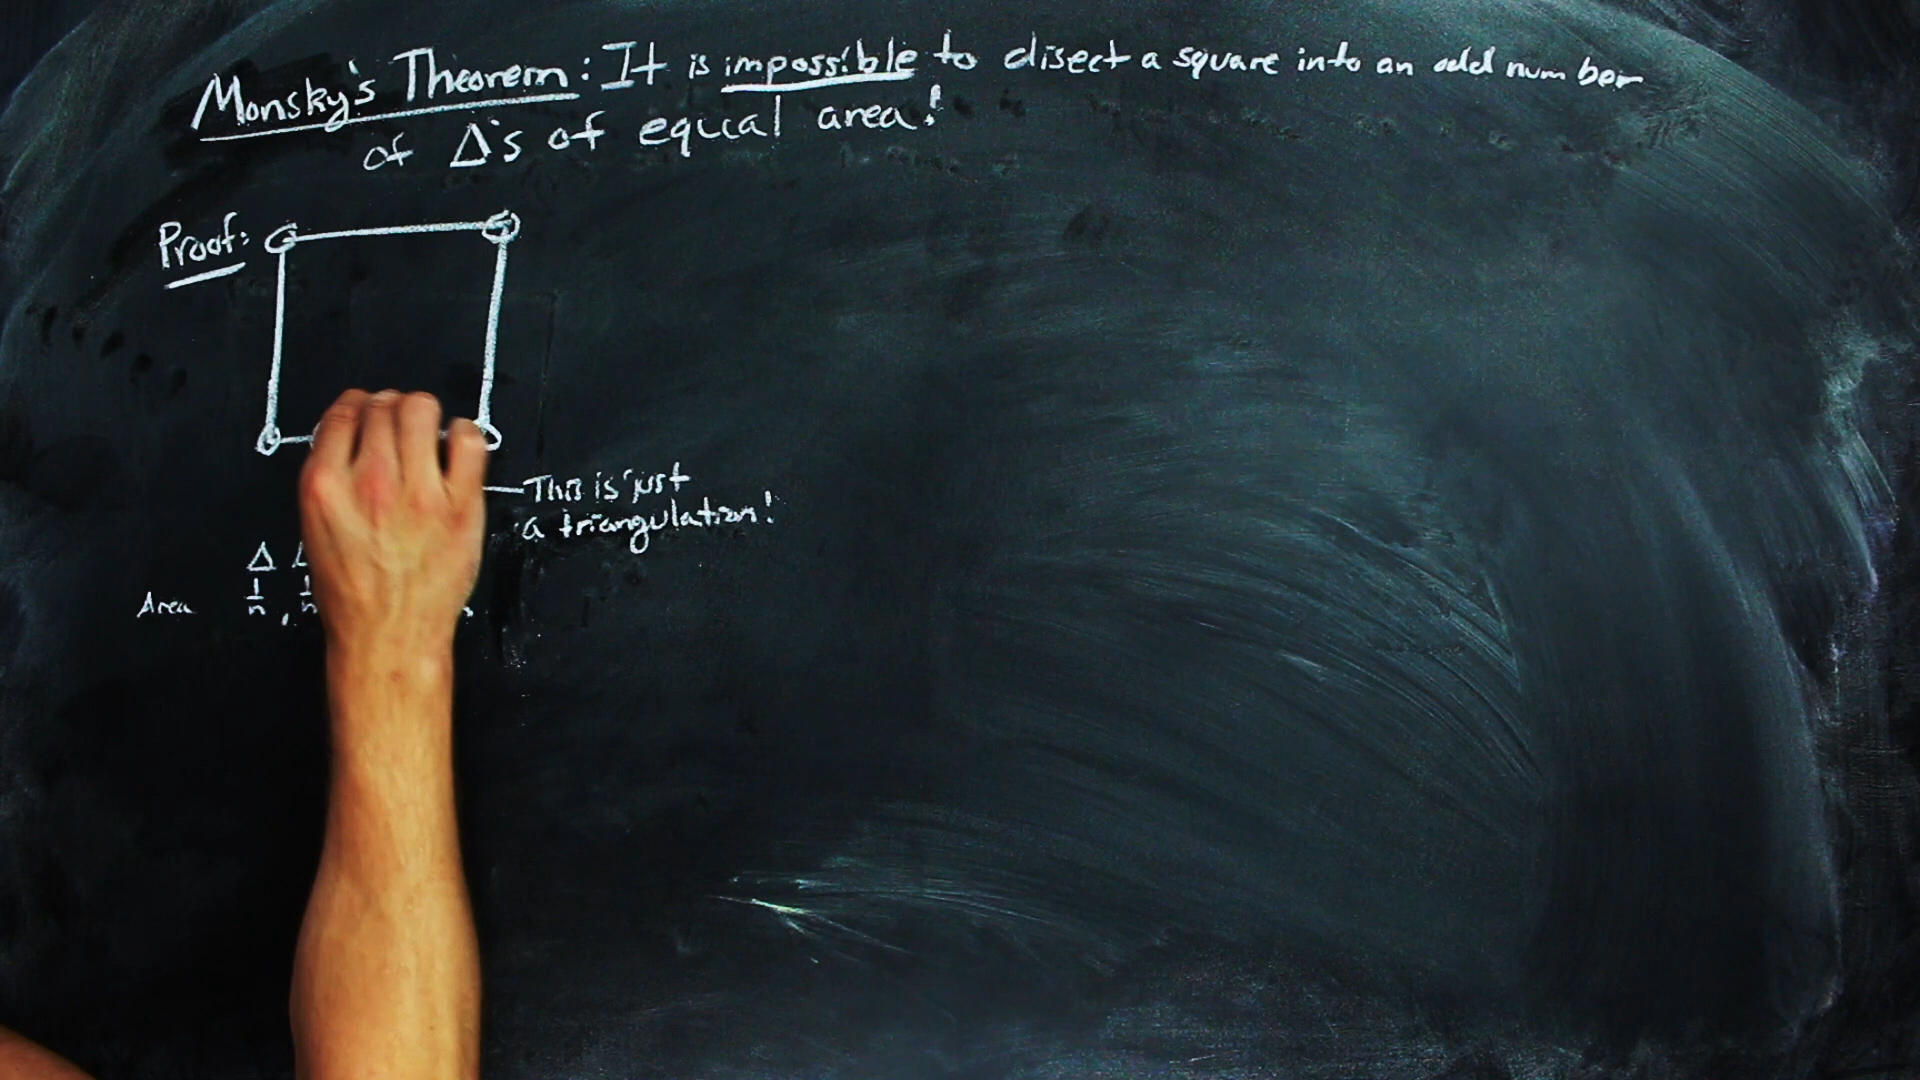 Monsky's Theorem: It is impossible to disect a square into an odd number
of Δ's of equal area!
Proof:
This is just
a triangulation!
Δ Δ
Area 1/n, 1/n